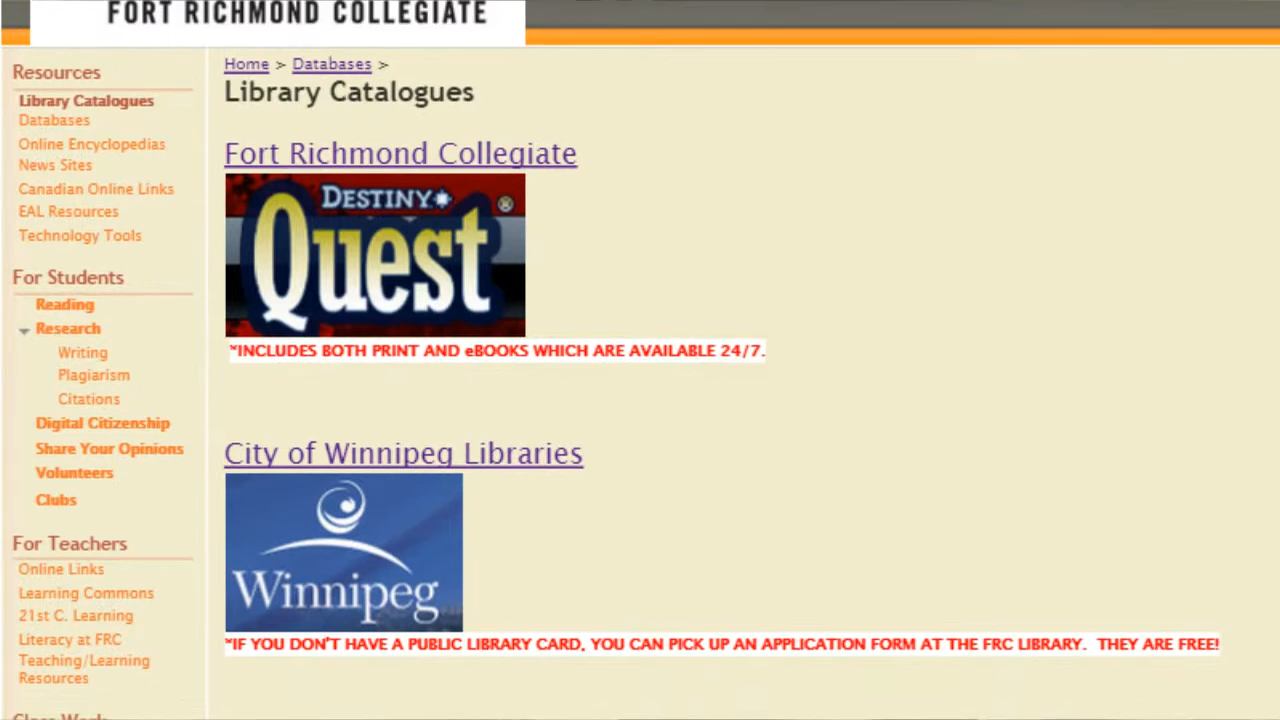 FORT RICHMOND COLLEGIATE
Resources
Library Catalogues
Databases
Online Encyclopedias
News Sites
Canadian Online Links
EAL Resources
Technology Tools
For Students
Reading
Research
Writing
Plagiarism
Citations
Digital Citizenship
Share Your Opinions
Volunteers
Clubs
For Teachers
Online Links
Learning Commons
21st C. Learning
Literacy at FRC
Teaching/Learning
Resources
Class Work
Home > Databases >
Library Catalogues
Fort Richmond Collegiate
DESTINY ®
Quest
*INCLUDES BOTH PRINT AND eBOOKS WHICH ARE AVAILABLE 24/7.
City of Winnipeg Libraries
Winnipeg
*IF YOU DON'T HAVE A PUBLIC LIBRARY CARD, YOU CAN PICK UP AN APPLICATION FORM AT THE FRC LIBRARY.  THEY ARE FREE!